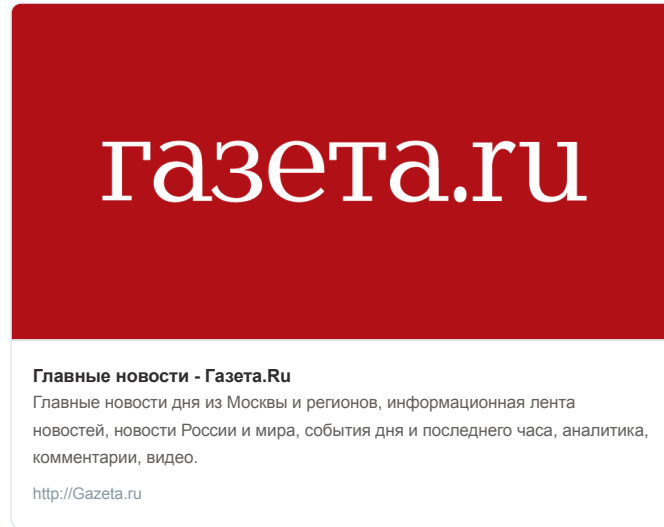 газета.ru
Главные новости - Газета.Ru
Главные новости дня из Москвы и регионов, информационная лента
новостей, новости России и мира, события дня и последнего часа, аналитика,
комментарии, видео.
http://Gazeta.ru